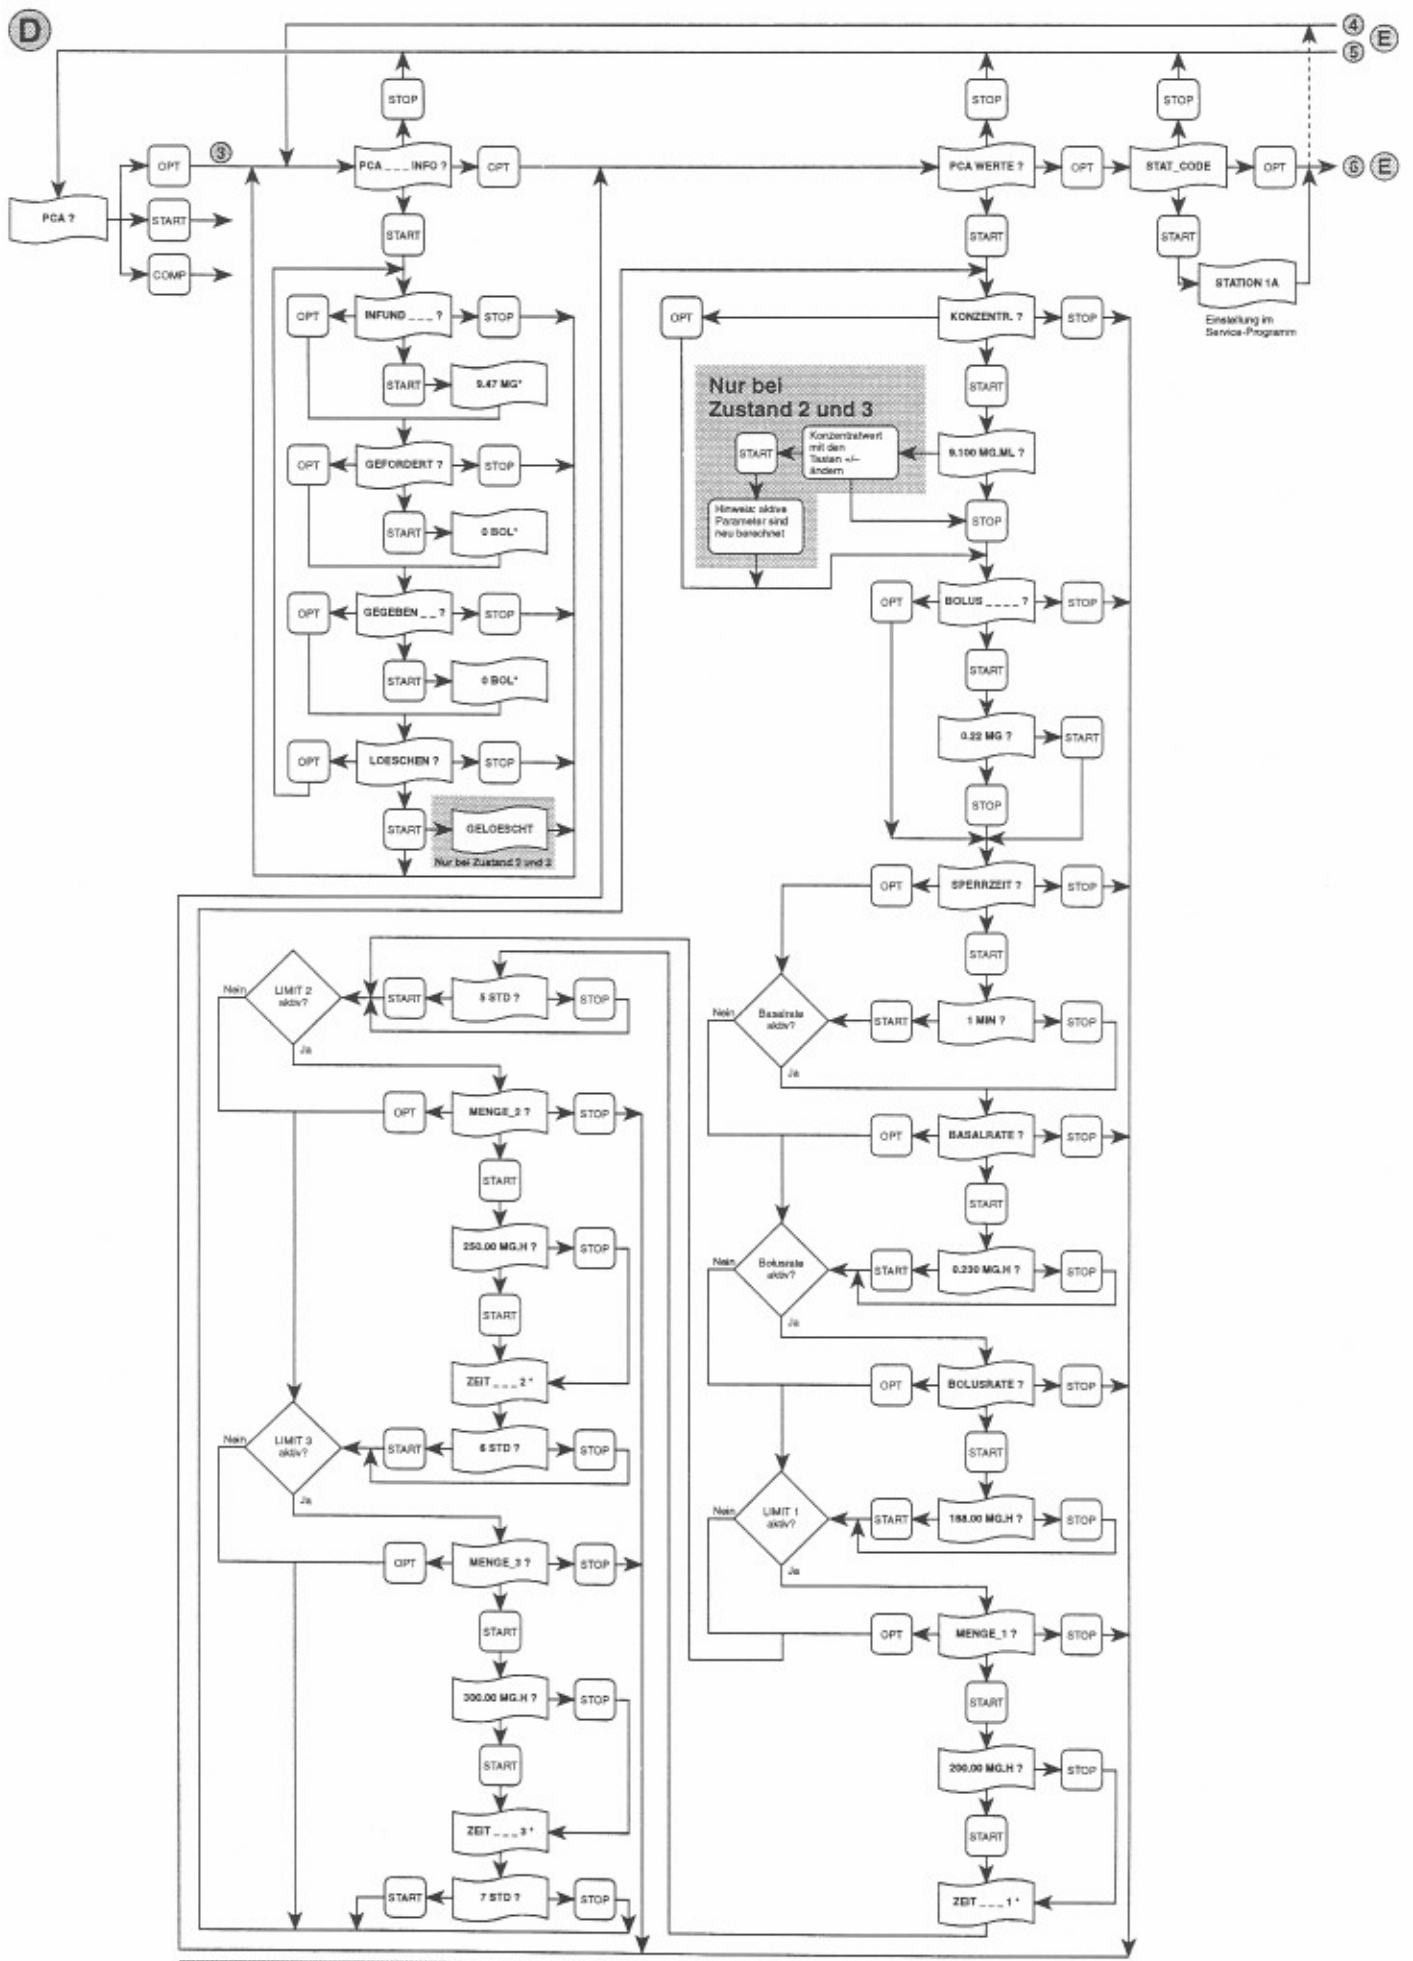 D
4
E
5
STOP
STOP
STOP
OPT
3
PCA _ _ _ INFO ?
OPT
PCA WERTE ?
OPT
STAT_CODE
OPT
6
E
PCA ?
START
START
START
START
COMP
STATION 1A
Einstellung im
Service-Programm
OPT
INFUND _ _ _ ?
STOP
START
9.47 MG*
OPT
GEFORDERT ?
STOP
START
0 BOL*
OPT
GEGEBEN _ _ ?
STOP
START
0 BOL*
OPT
LOESCHEN ?
STOP
START
GELOESCHT
Nur bei Zustand 2 und 3
OPT
KONZENTR. ?
STOP
START
Nur bei
Zustand 2 und 3
START
Konzentratwert
mit den
Tasten +/–
ändern
9.100 MG.ML ?
Hinweis: aktive
Parameter sind
neu berechnet
STOP
OPT
BOLUS _ _ _ _ ?
STOP
START
0.22 MG ?
START
STOP
OPT
SPERRZEIT ?
STOP
START
Basalrate
aktiv?
Nein
Ja
START
1 MIN ?
STOP
OPT
BASALRATE ?
STOP
START
Bolusrate
aktiv?
Nein
Ja
START
0.230 MG.H ?
STOP
OPT
BOLUSRATE ?
STOP
START
LIMIT 1
aktiv?
Nein
Ja
START
188.00 MG.H ?
STOP
OPT
MENGE_1 ?
STOP
START
200.00 MG.H ?
STOP
START
ZEIT _ _ _ 1 *
LIMIT 2
aktiv?
Nein
Ja
START
5 STD ?
STOP
OPT
MENGE_2 ?
STOP
START
250.00 MG.H ?
STOP
START
ZEIT _ _ _ 2 *
LIMIT 3
aktiv?
Nein
Ja
START
6 STD ?
STOP
OPT
MENGE_3 ?
STOP
START
300.00 MG.H ?
STOP
START
ZEIT _ _ _ 3 *
START
7 STD ?
STOP